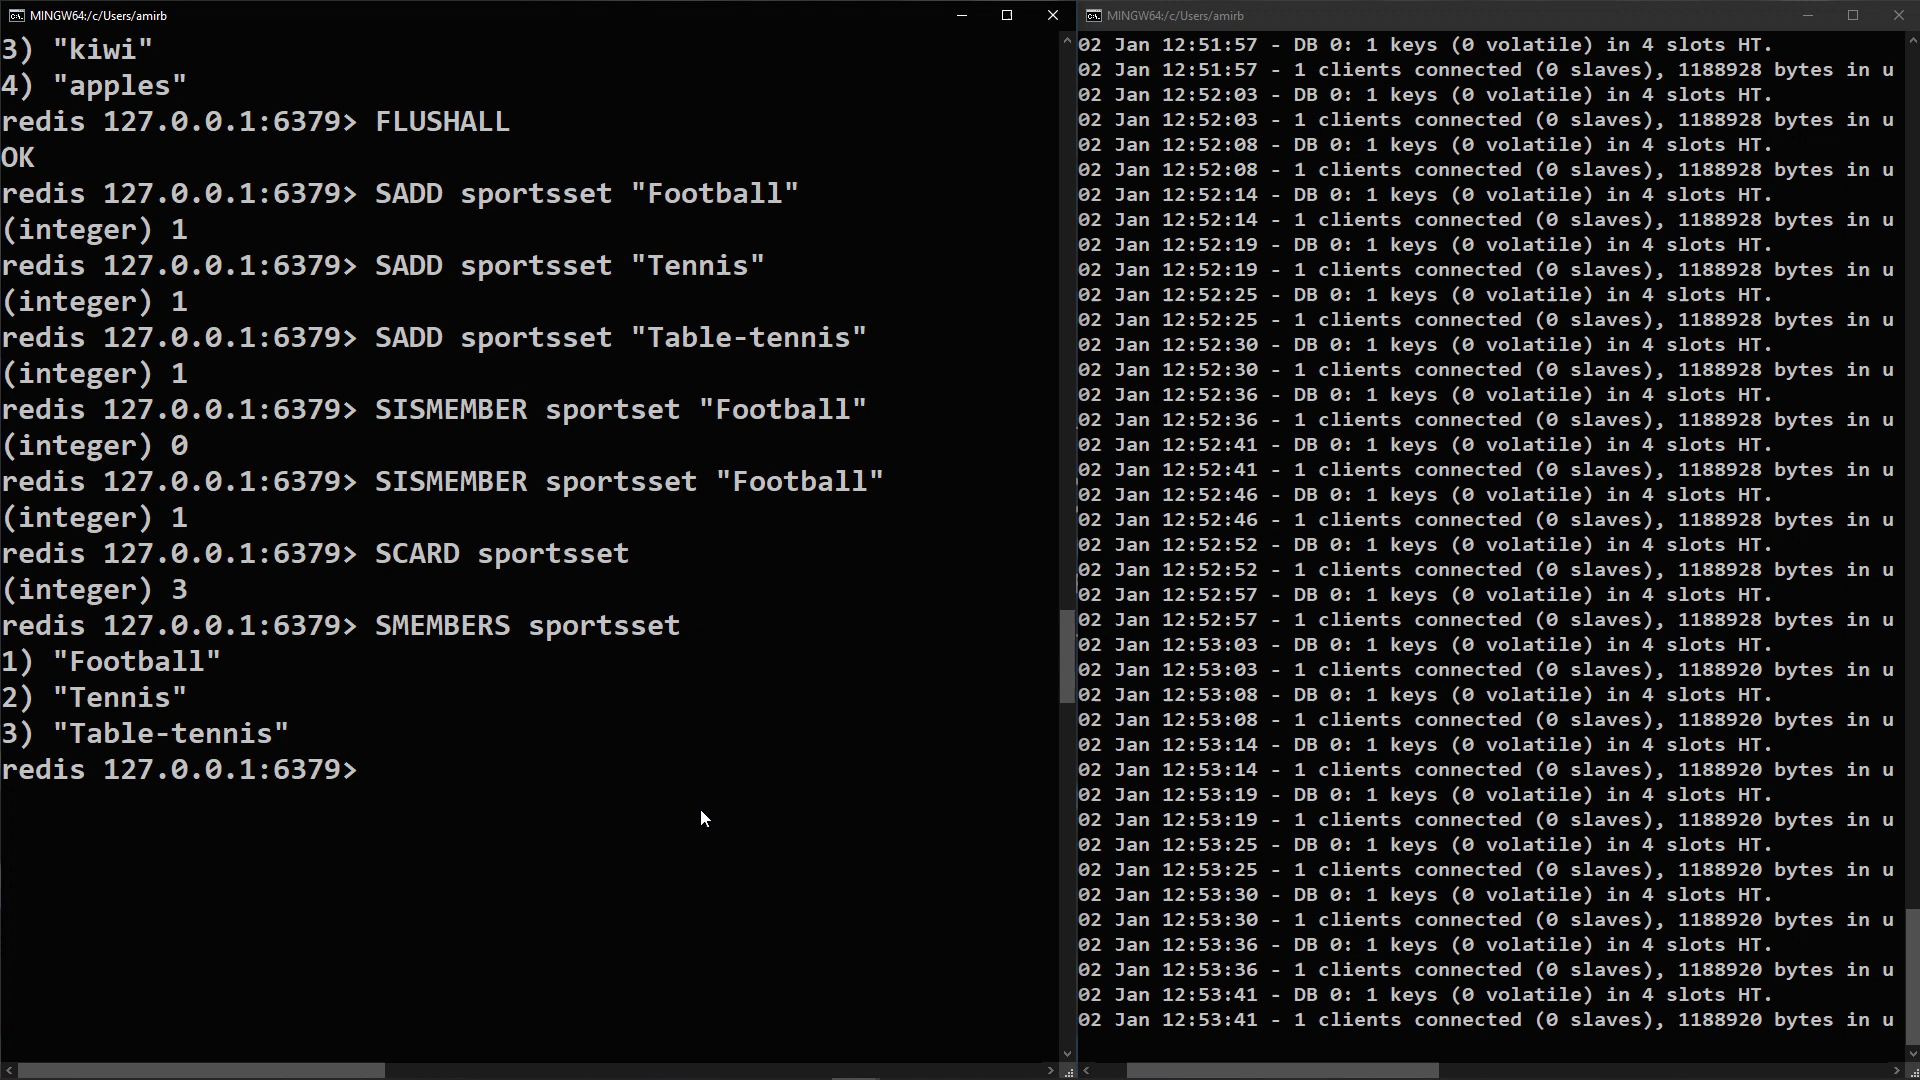 MINGW64:/c/Users/amirb
3) "kiwi"
4) "apples"
redis 127.0.0.1:6379> FLUSHALL
OK
redis 127.0.0.1:6379> SADD sportsset "Football"
(integer) 1
redis 127.0.0.1:6379> SADD sportsset "Tennis"
(integer) 1
redis 127.0.0.1:6379> SADD sportsset "Table-tennis"
(integer) 1
redis 127.0.0.1:6379> SISMEMBER sportset "Football"
(integer) 0
redis 127.0.0.1:6379> SISMEMBER sportsset "Football"
(integer) 1
redis 127.0.0.1:6379> SCARD sportsset
(integer) 3
redis 127.0.0.1:6379> SMEMBERS sportsset
1) "Football"
2) "Tennis"
3) "Table-tennis"
redis 127.0.0.1:6379>
MINGW64:/c/Users/amirb
02 Jan 12:51:57 - DB 0: 1 keys (0 volatile) in 4 slots HT.
02 Jan 12:51:57 - 1 clients connected (0 slaves), 1188928 bytes in u
02 Jan 12:52:03 - DB 0: 1 keys (0 volatile) in 4 slots HT.
02 Jan 12:52:03 - 1 clients connected (0 slaves), 1188928 bytes in u
02 Jan 12:52:08 - DB 0: 1 keys (0 volatile) in 4 slots HT.
02 Jan 12:52:08 - 1 clients connected (0 slaves), 1188928 bytes in u
02 Jan 12:52:14 - DB 0: 1 keys (0 volatile) in 4 slots HT.
02 Jan 12:52:14 - 1 clients connected (0 slaves), 1188928 bytes in u
02 Jan 12:52:19 - DB 0: 1 keys (0 volatile) in 4 slots HT.
02 Jan 12:52:19 - 1 clients connected (0 slaves), 1188928 bytes in u
02 Jan 12:52:25 - DB 0: 1 keys (0 volatile) in 4 slots HT.
02 Jan 12:52:25 - 1 clients connected (0 slaves), 1188928 bytes in u
02 Jan 12:52:30 - DB 0: 1 keys (0 volatile) in 4 slots HT.
02 Jan 12:52:30 - 1 clients connected (0 slaves), 1188928 bytes in u
02 Jan 12:52:36 - DB 0: 1 keys (0 volatile) in 4 slots HT.
02 Jan 12:52:36 - 1 clients connected (0 slaves), 1188928 bytes in u
02 Jan 12:52:41 - DB 0: 1 keys (0 volatile) in 4 slots HT.
02 Jan 12:52:41 - 1 clients connected (0 slaves), 1188928 bytes in u
02 Jan 12:52:46 - DB 0: 1 keys (0 volatile) in 4 slots HT.
02 Jan 12:52:46 - 1 clients connected (0 slaves), 1188928 bytes in u
02 Jan 12:52:52 - DB 0: 1 keys (0 volatile) in 4 slots HT.
02 Jan 12:52:52 - 1 clients connected (0 slaves), 1188928 bytes in u
02 Jan 12:52:57 - DB 0: 1 keys (0 volatile) in 4 slots HT.
02 Jan 12:52:57 - 1 clients connected (0 slaves), 1188928 bytes in u
02 Jan 12:53:03 - DB 0: 1 keys (0 volatile) in 4 slots HT.
02 Jan 12:53:03 - 1 clients connected (0 slaves), 1188920 bytes in u
02 Jan 12:53:08 - DB 0: 1 keys (0 volatile) in 4 slots HT.
02 Jan 12:53:08 - 1 clients connected (0 slaves), 1188920 bytes in u
02 Jan 12:53:14 - DB 0: 1 keys (0 volatile) in 4 slots HT.
02 Jan 12:53:14 - 1 clients connected (0 slaves), 1188920 bytes in u
02 Jan 12:53:19 - DB 0: 1 keys (0 volatile) in 4 slots HT.
02 Jan 12:53:19 - 1 clients connected (0 slaves), 1188920 bytes in u
02 Jan 12:53:25 - DB 0: 1 keys (0 volatile) in 4 slots HT.
02 Jan 12:53:25 - 1 clients connected (0 slaves), 1188920 bytes in u
02 Jan 12:53:30 - DB 0: 1 keys (0 volatile) in 4 slots HT.
02 Jan 12:53:30 - 1 clients connected (0 slaves), 1188920 bytes in u
02 Jan 12:53:36 - DB 0: 1 keys (0 volatile) in 4 slots HT.
02 Jan 12:53:36 - 1 clients connected (0 slaves), 1188920 bytes in u
02 Jan 12:53:41 - DB 0: 1 keys (0 volatile) in 4 slots HT.
02 Jan 12:53:41 - 1 clients connected (0 slaves), 1188920 bytes in u